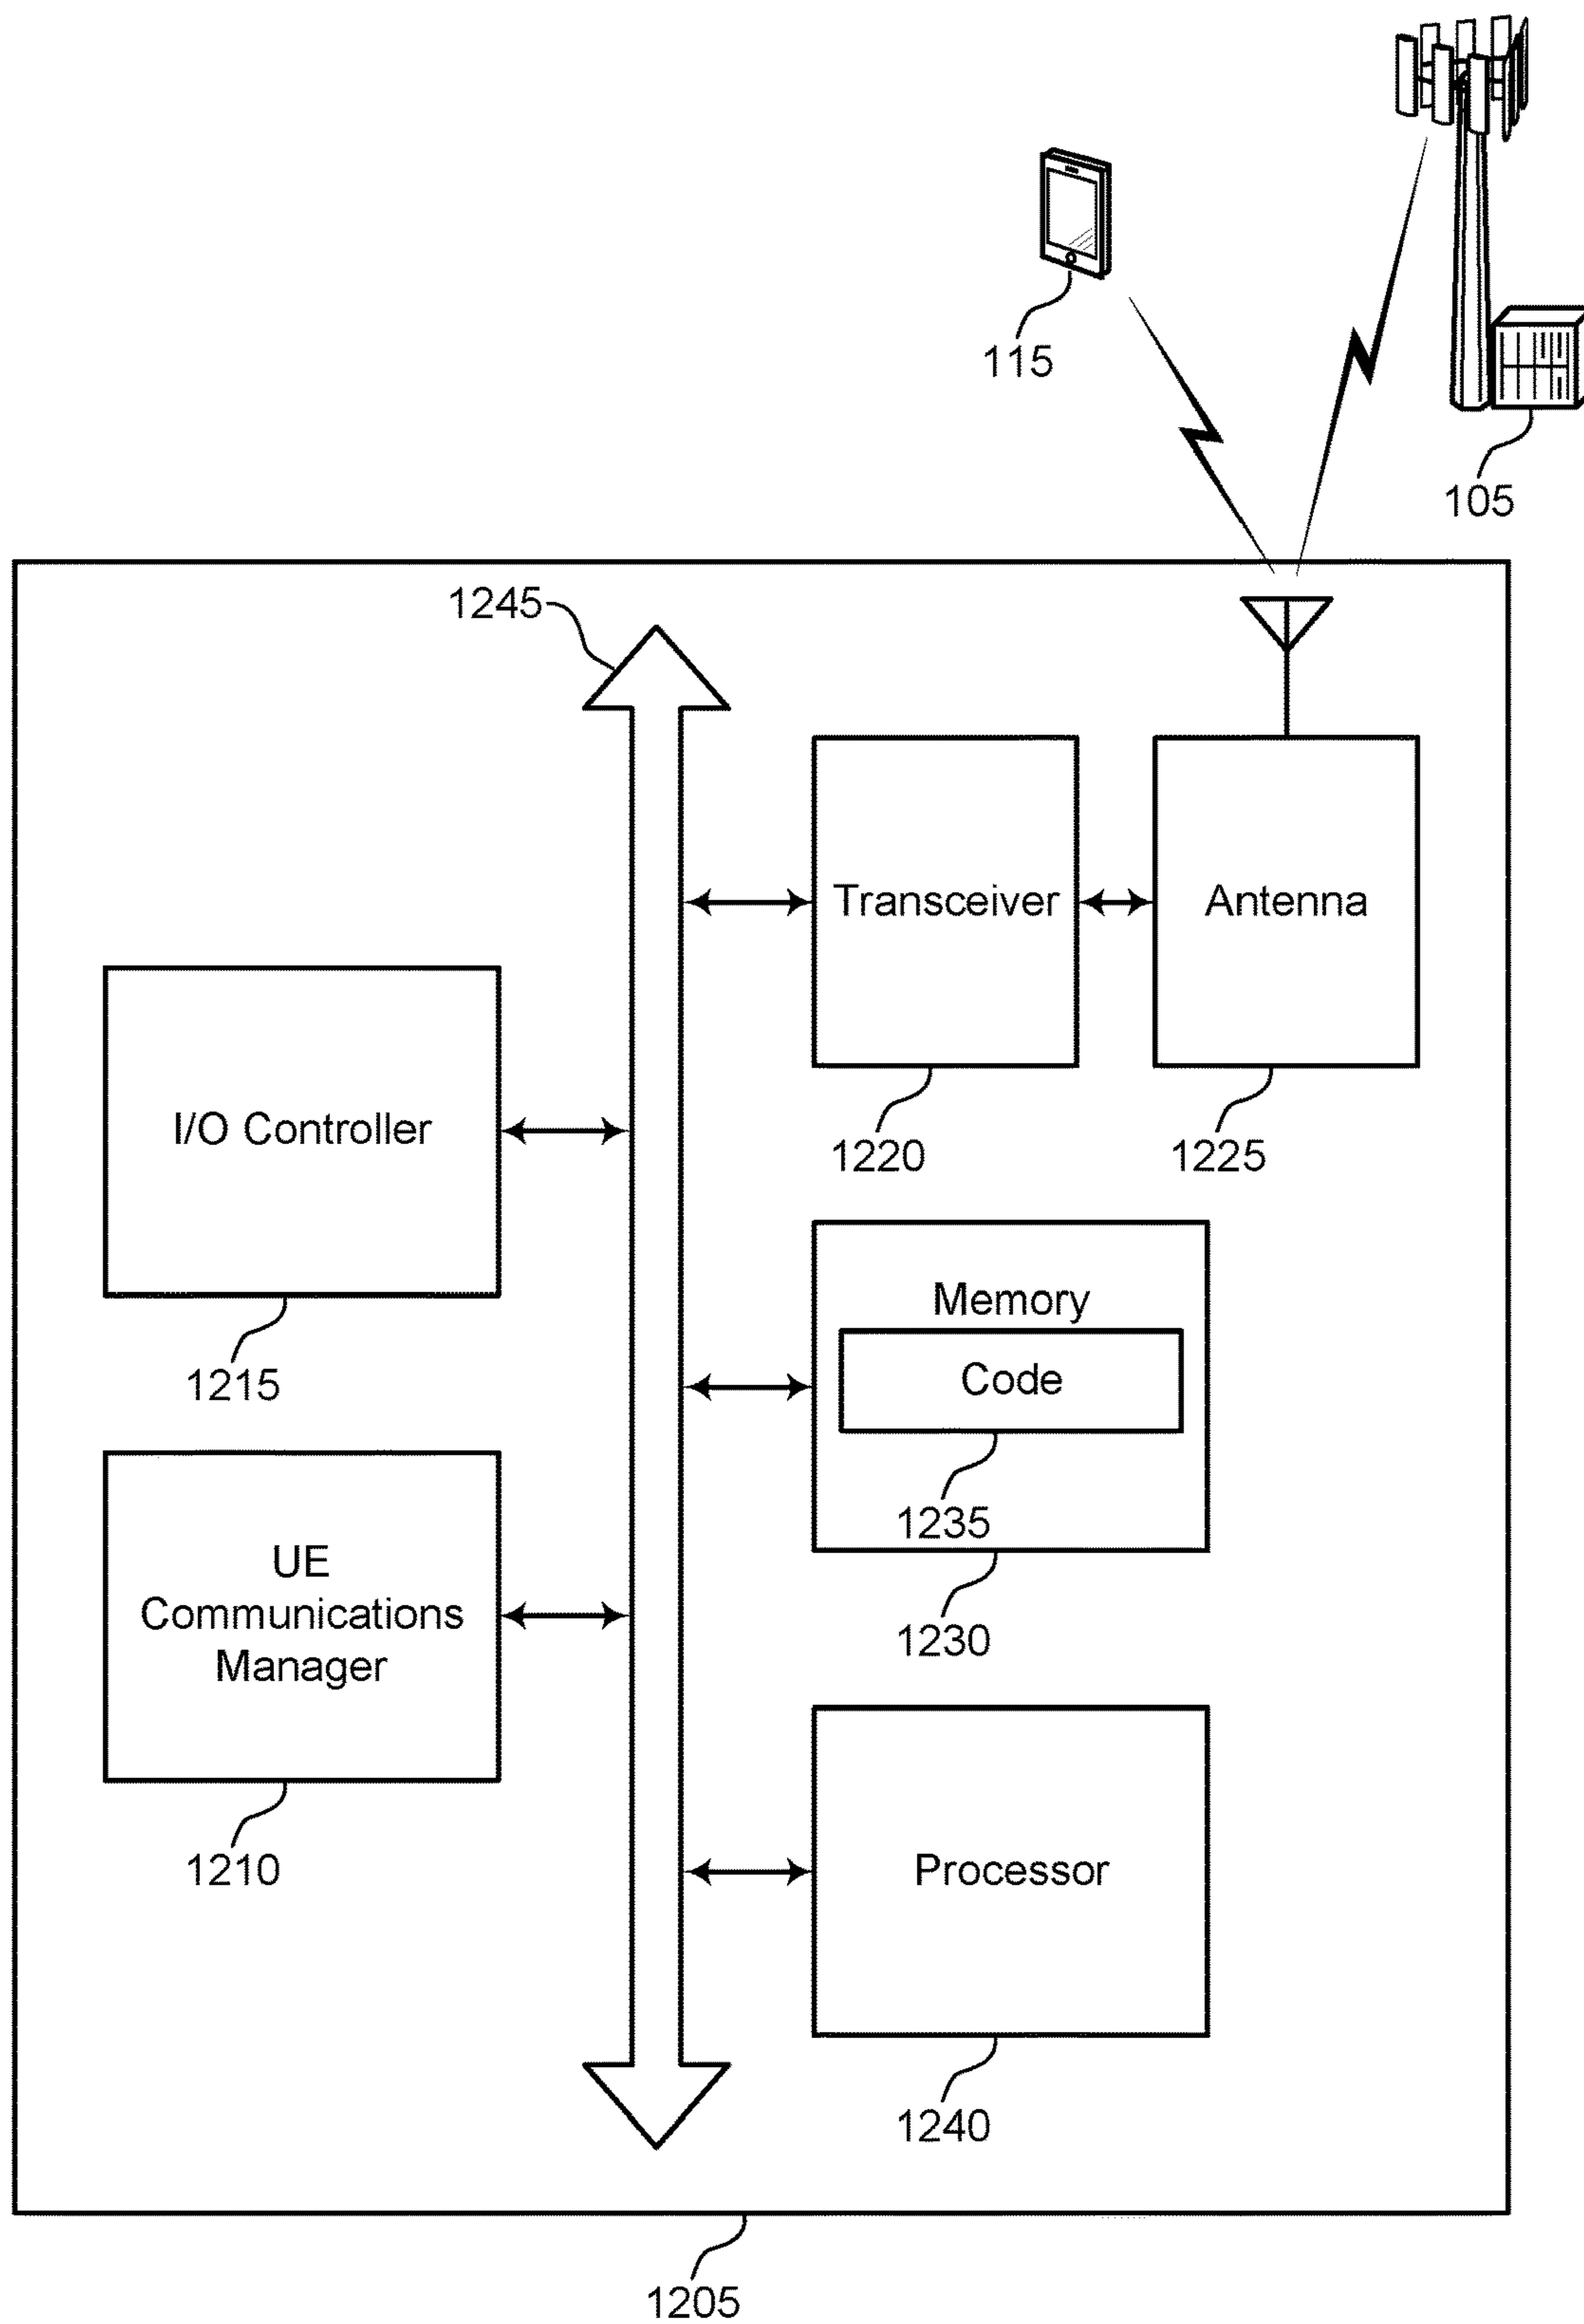 115
105
1245
Transceiver
Antenna
I/O Controller
1220
1225
Memory
Code
1215
1235
UE
Communications
Manager
1230
1210
Processor
1240
1205